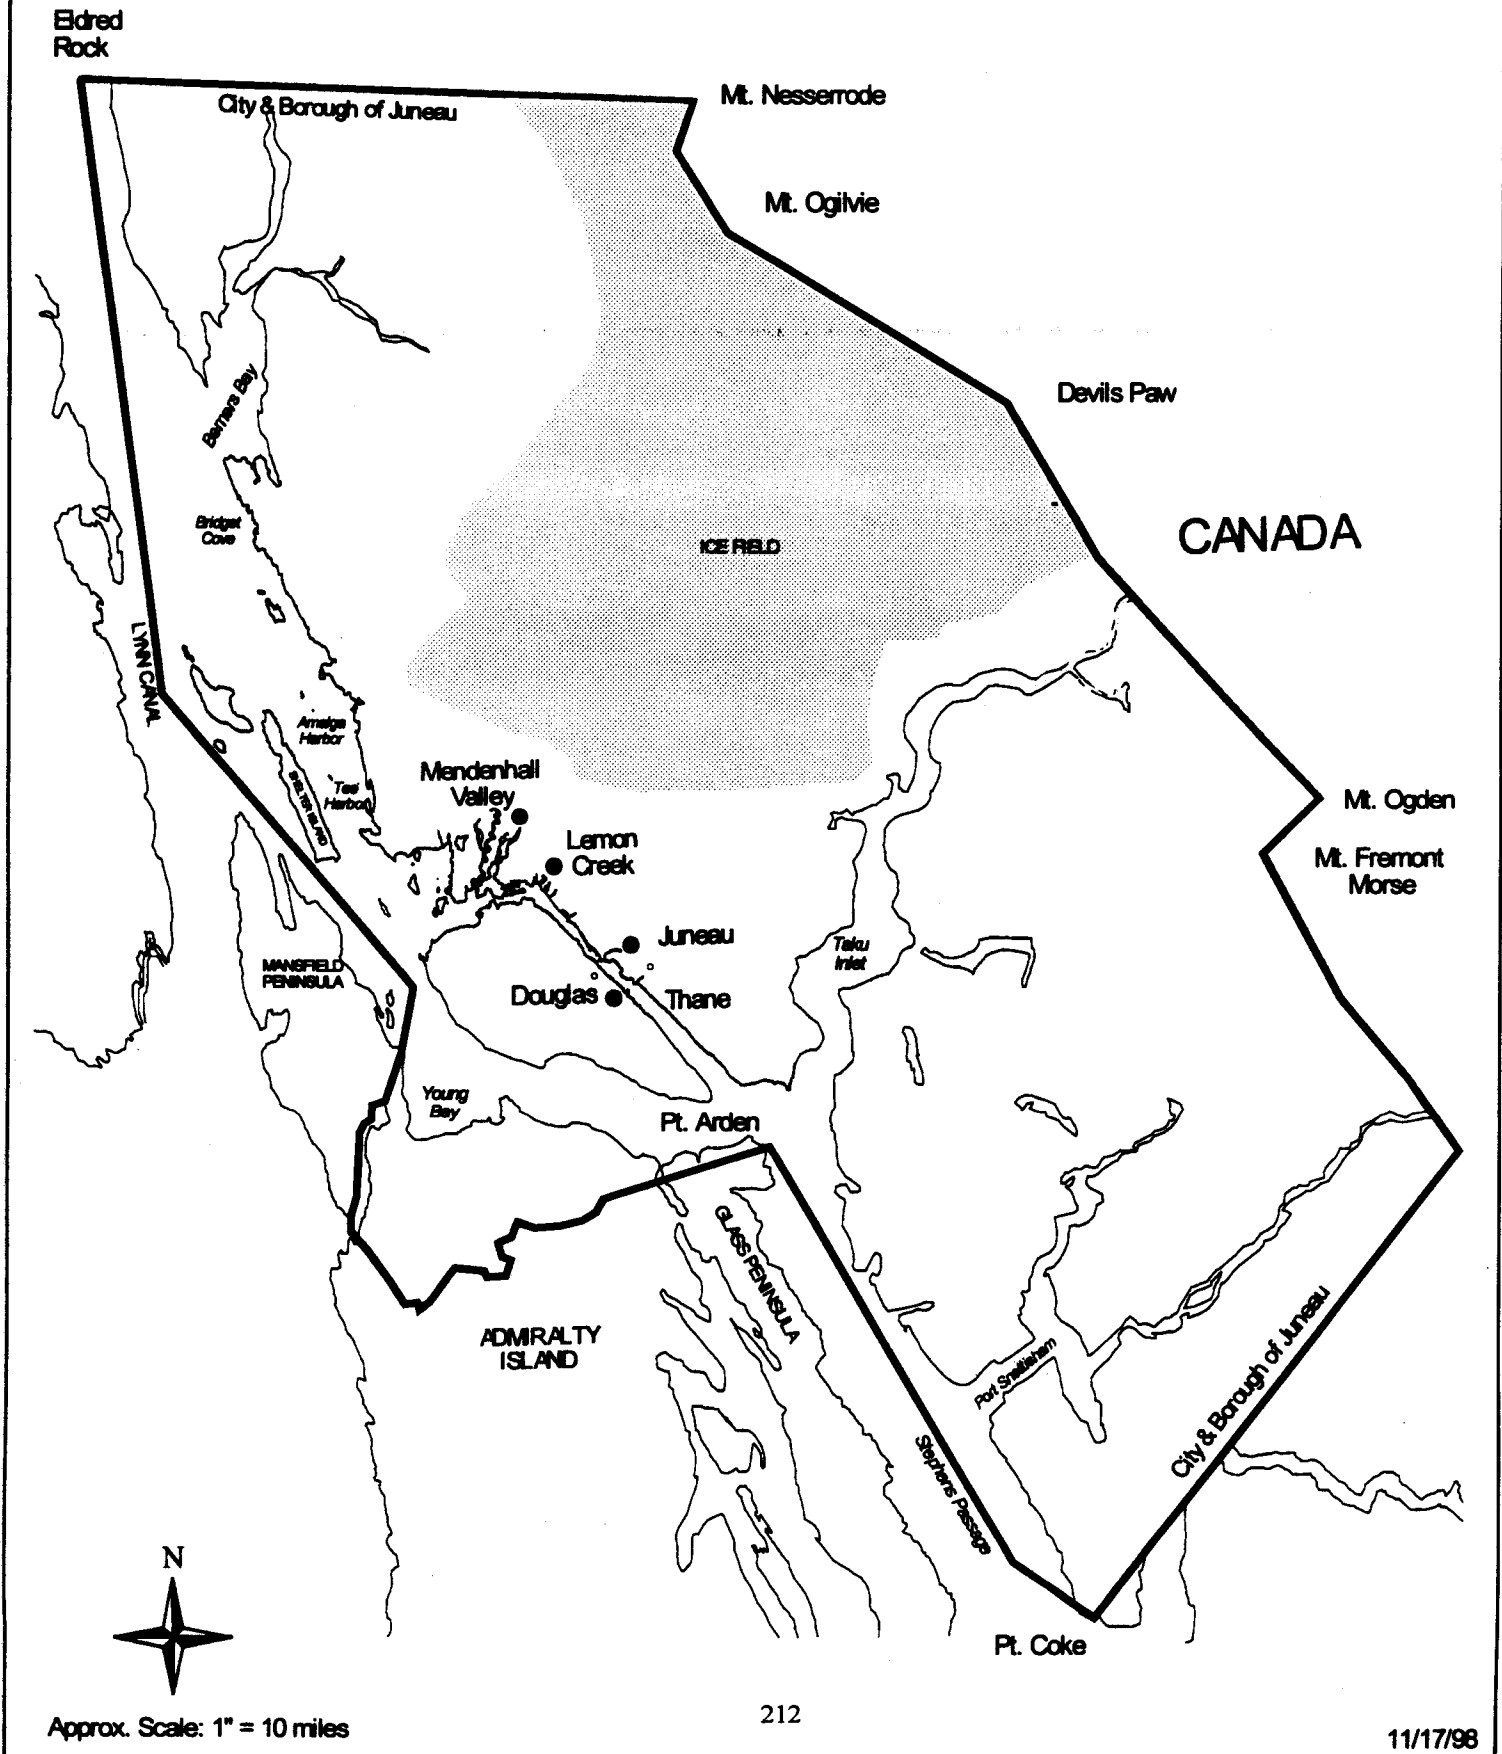 Eldred
Rock
Mt. Nesserrode
City & Borough of Juneau
Mt. Ogilvie
Devils Paw
Berners Bay
Bridget
Cove
CANADA
ICE FIELD
LYNN CANAL
Amalga
Harbor
Tee
Harbor
SHELTER ISLAND
Mendenhall
Valley
Lemon
Creek
Mt. Ogden
Mt. Fremont
Morse
Juneau
Taku
Inlet
MANSFIELD
PENINSULA
Douglas
Thane
Young
Bay
Pt. Arden
GLASS PENINSULA
ADMIRALTY
ISLAND
Port Snettisham
City & Borough of Juneau
Stephens Passage
N
Pt. Coke
Approx. Scale: 1" = 10 miles
212
11/17/98